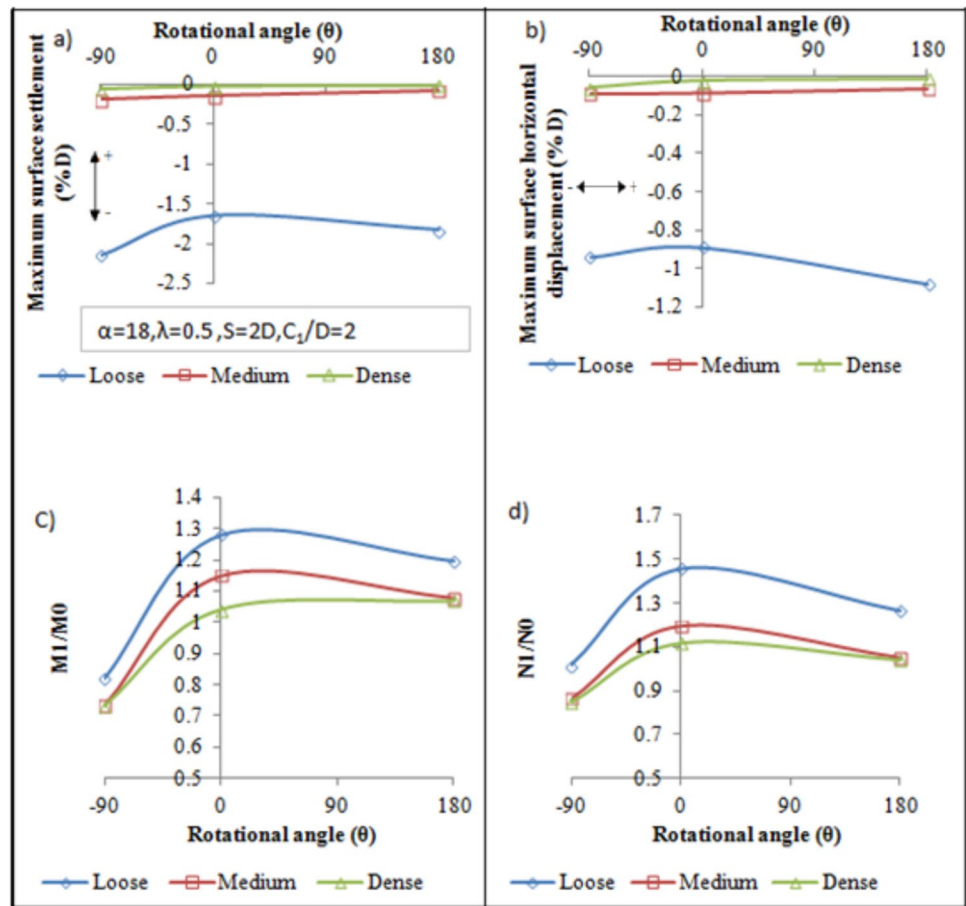 a)
Rotational angle (θ)
-90 0 90 180
0
-0.5
-1
-1.5
-2
-2.5
Maximum surface settlement
(%D)
+
-
α=18,λ=0.5,S=2D,C₁/D=2
Loose Medium Dense
b)
Rotational angle (θ)
-90 0 90 180
0
-0.2
-0.4
-0.6
-0.8
-1
-1.2
Maximum surface horizontal
displacement (%D)
- +
Loose Medium Dense
C)
1.4
1.3
1.2
1.1
1
0.9
0.8
0.7
0.6
0.5
M1/M0
-90 0 90 180
Rotational angle (θ)
Loose Medium Dense
d)
1.7
1.5
1.3
1.1
0.9
0.7
0.5
N1/N0
-90 0 90 180
Rotational angle (θ)
Loose Medium Dense